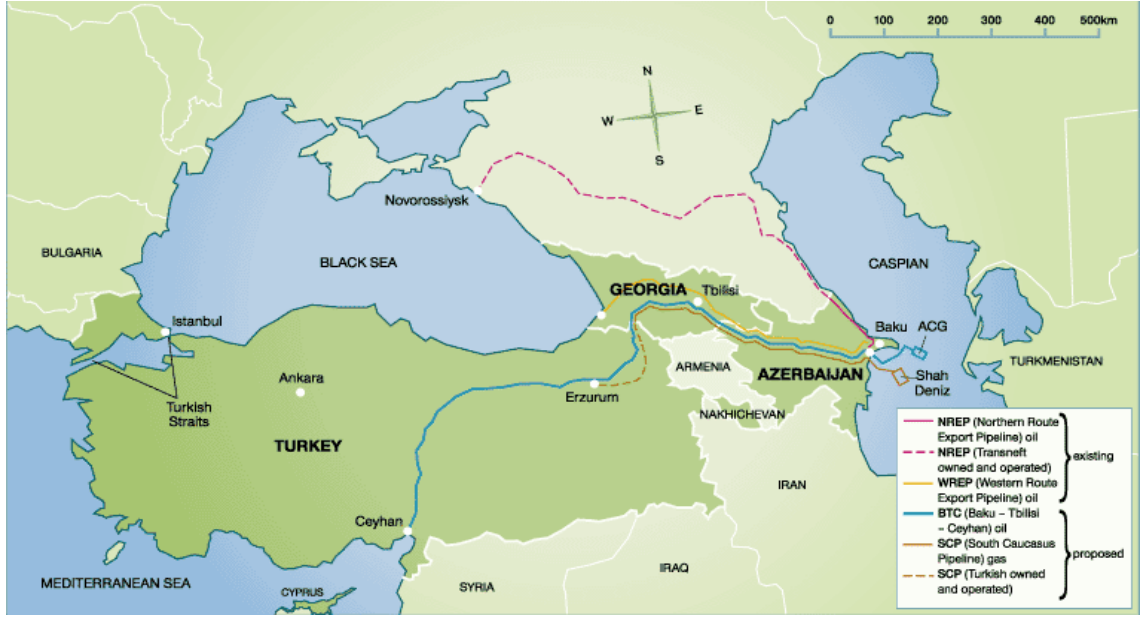 0 100 200 300 400 500km
N
W E
S
Novorossiysk
BULGARIA
BLACK SEA
CASPIAN
GEORGIA
Tbilisi
Istanbul
Baku
ACG
TURKMENISTAN
ARMENIA
AZERBAIJAN
Shah
Deniz
Ankara
Erzurum
Turkish
Straits
NAKHICHEVAN
TURKEY
IRAN
Ceyhan
IRAQ
SYRIA
MEDITERRANEAN SEA
CYPRUS
NREP (Northern Route
Export Pipeline) oil
NREP (Transneft
owned and operated)
WREP (Western Route
Export Pipeline) oil
existing
BTC (Baku – Tbilisi
– Ceyhan) oil
SCP (South Caucasus
Pipeline) gas
SCP (Turkish owned
and operated)
proposed